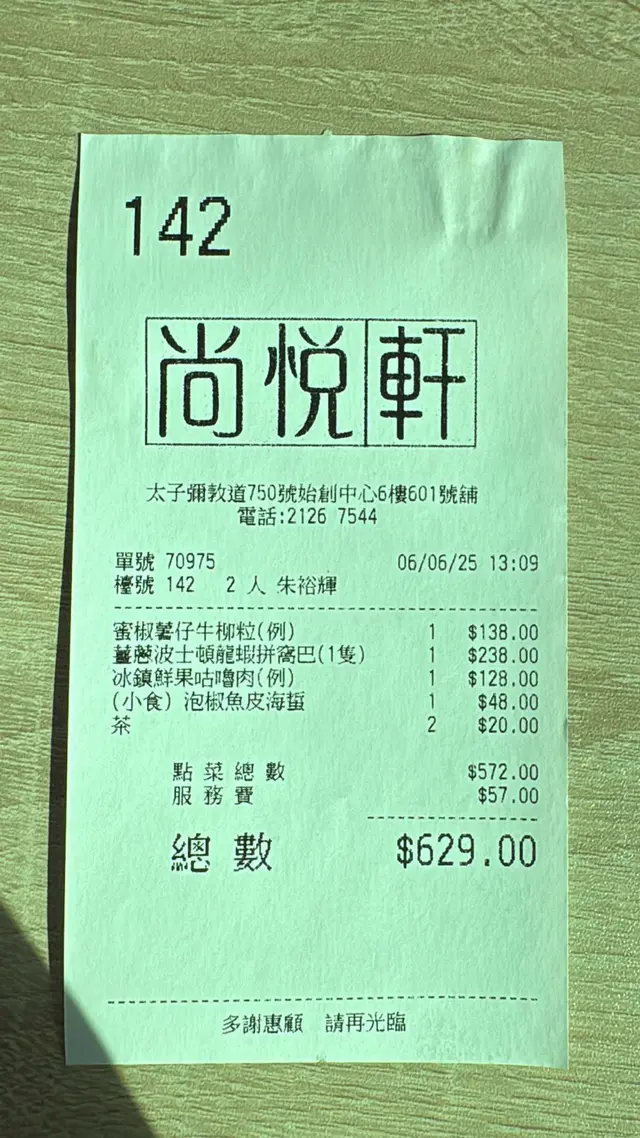 142
尚悅軒
太子彌敦道750號始創中心6樓601號舖
電話:2126 7544
單號 70975 06/06/25 13:09
檯號 142 2 人 朱裕輝
蜜椒薯仔牛柳粒(例) 1 $138.00
薑蔥波士頓龍蝦拼窩巴(1隻) 1 $238.00
冰鎮鮮果咕嚕肉(例) 1 $128.00
(小食) 泡椒魚皮海蜇 1 $48.00
茶 2 $20.00
點菜總數 $572.00
服務費 $57.00
總數 $629.00
多謝惠顧 請再光臨